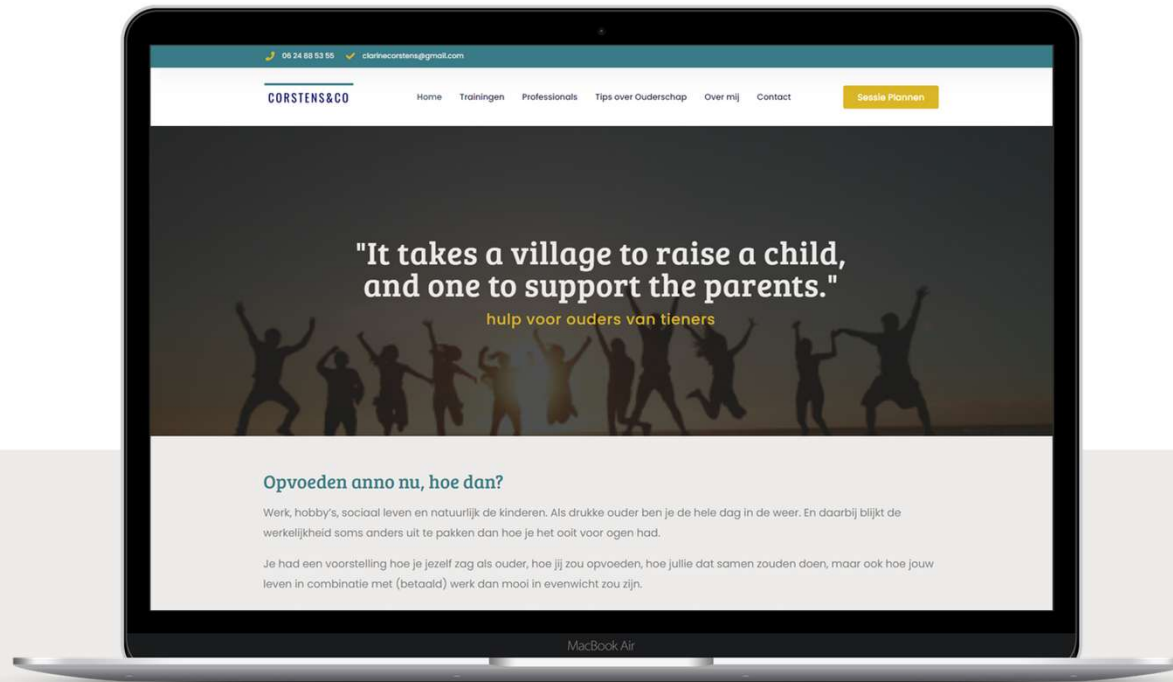 06 24 88 53 55 clarinecorstens@gmail.com
CORSTENS&CO Home Trainingen Professionals Tips over Ouderschap Over mij Contact Sessie Plannen
"It takes a village to raise a child,
and one to support the parents."
hulp voor ouders van tieners
Opvoeden anno nu, hoe dan?
Werk, hobby's, sociaal leven en natuurlijk de kinderen. Als drukke ouder ben je de hele dag in de weer. En daarbij blijkt de
werkelijkheid soms anders uit te pakken dan hoe je het ooit voor ogen had.
Je had een voorstelling hoe je jezelf zag als ouder, hoe jij zou opvoeden, hoe jullie dat samen zouden doen, maar ook hoe jouw
leven in combinatie met (betaald) werk dan mooi in evenwicht zou zijn.
MacBook Air